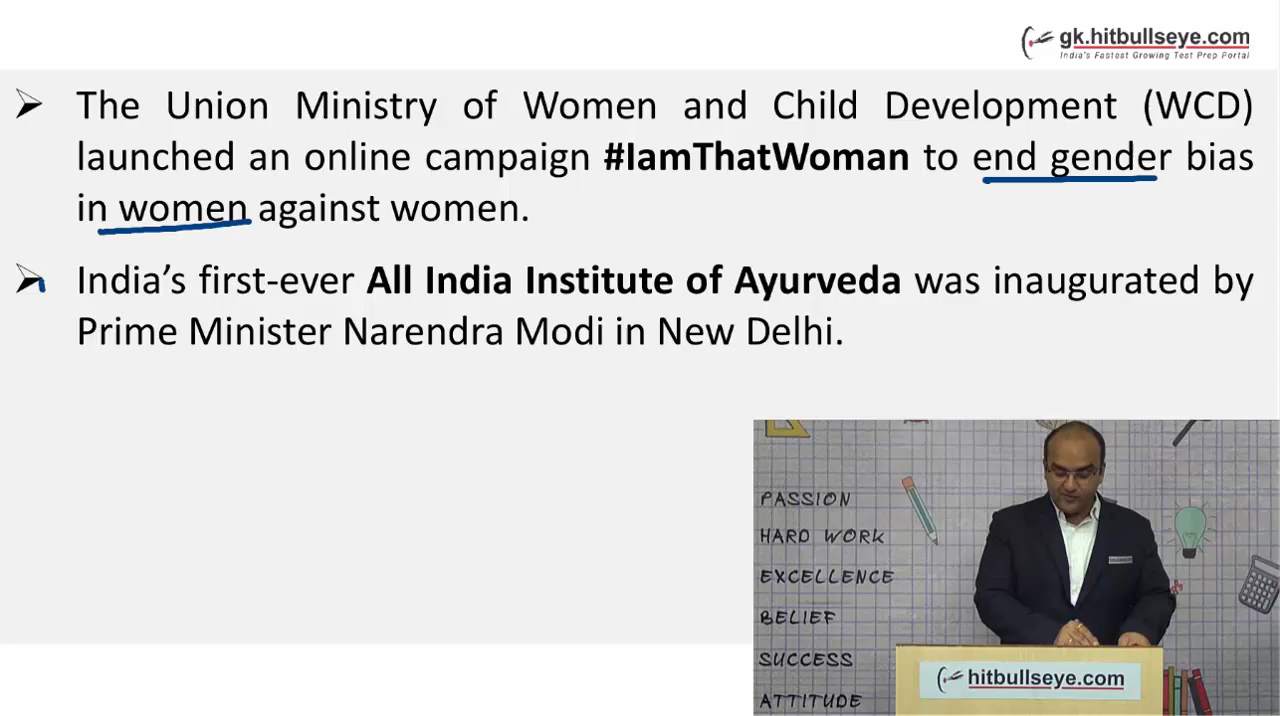 gk.hitbullseye.com
India's Fastest Growing Test Prep Portal
The Union Ministry of Women and Child Development (WCD)
launched an online campaign #IamThatWoman to end gender bias
in women against women.
India's first-ever All India Institute of Ayurveda was inaugurated by
Prime Minister Narendra Modi in New Delhi.
PASSION
HARD WORK
EXCELLENCE
BELIEF
SUCCESS
ATTITUDE
hitbullseye.com